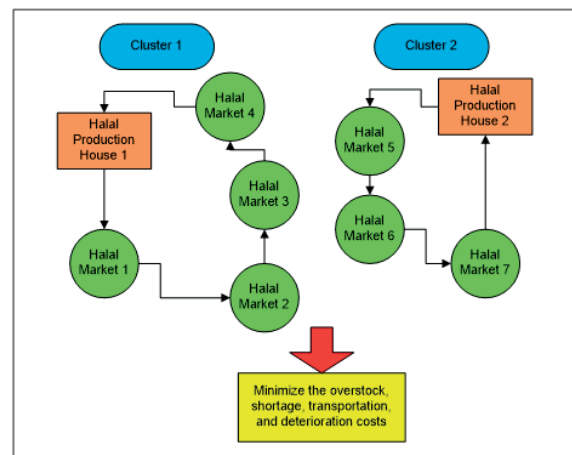 Cluster 1
Cluster 2
Halal
Market 4
Halal
Production
House 1
Halal
Production
House 2
Halal
Market 5
Halal
Market 3
Halal
Market 6
Halal
Market 1
Halal
Market 2
Halal
Market 7
Minimize the overstock,
shortage, transportation,
and deterioration costs